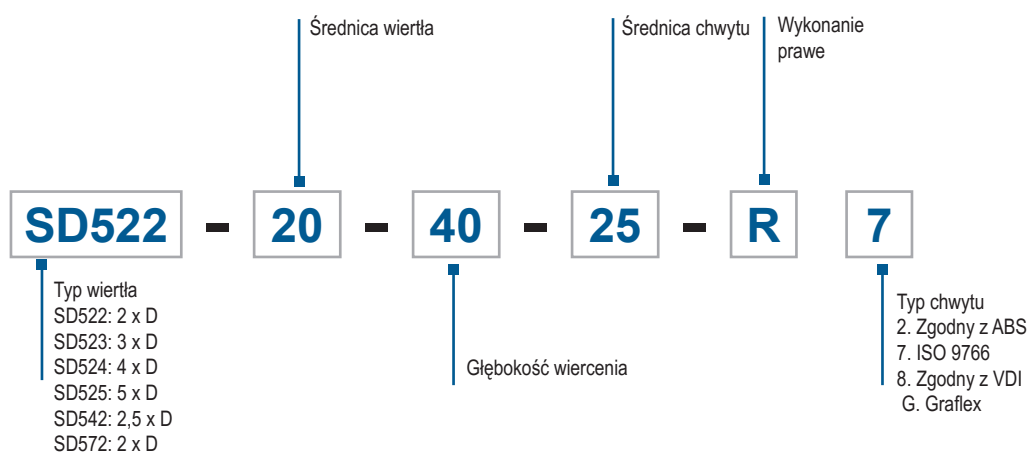 Średnica wiertła
Średnica chwytu
Wykonanie
prawe
SD522 - 20 - 40 - 25 - R 7
Typ wiertła
SD522: 2 x D
SD523: 3 x D
SD524: 4 x D
SD525: 5 x D
SD542: 2,5 x D
SD572: 2 x D
Głębokość wiercenia
Typ chwytu
2. Zgodny z ABS
7. ISO 9766
8. Zgodny z VDI
G. Graflex